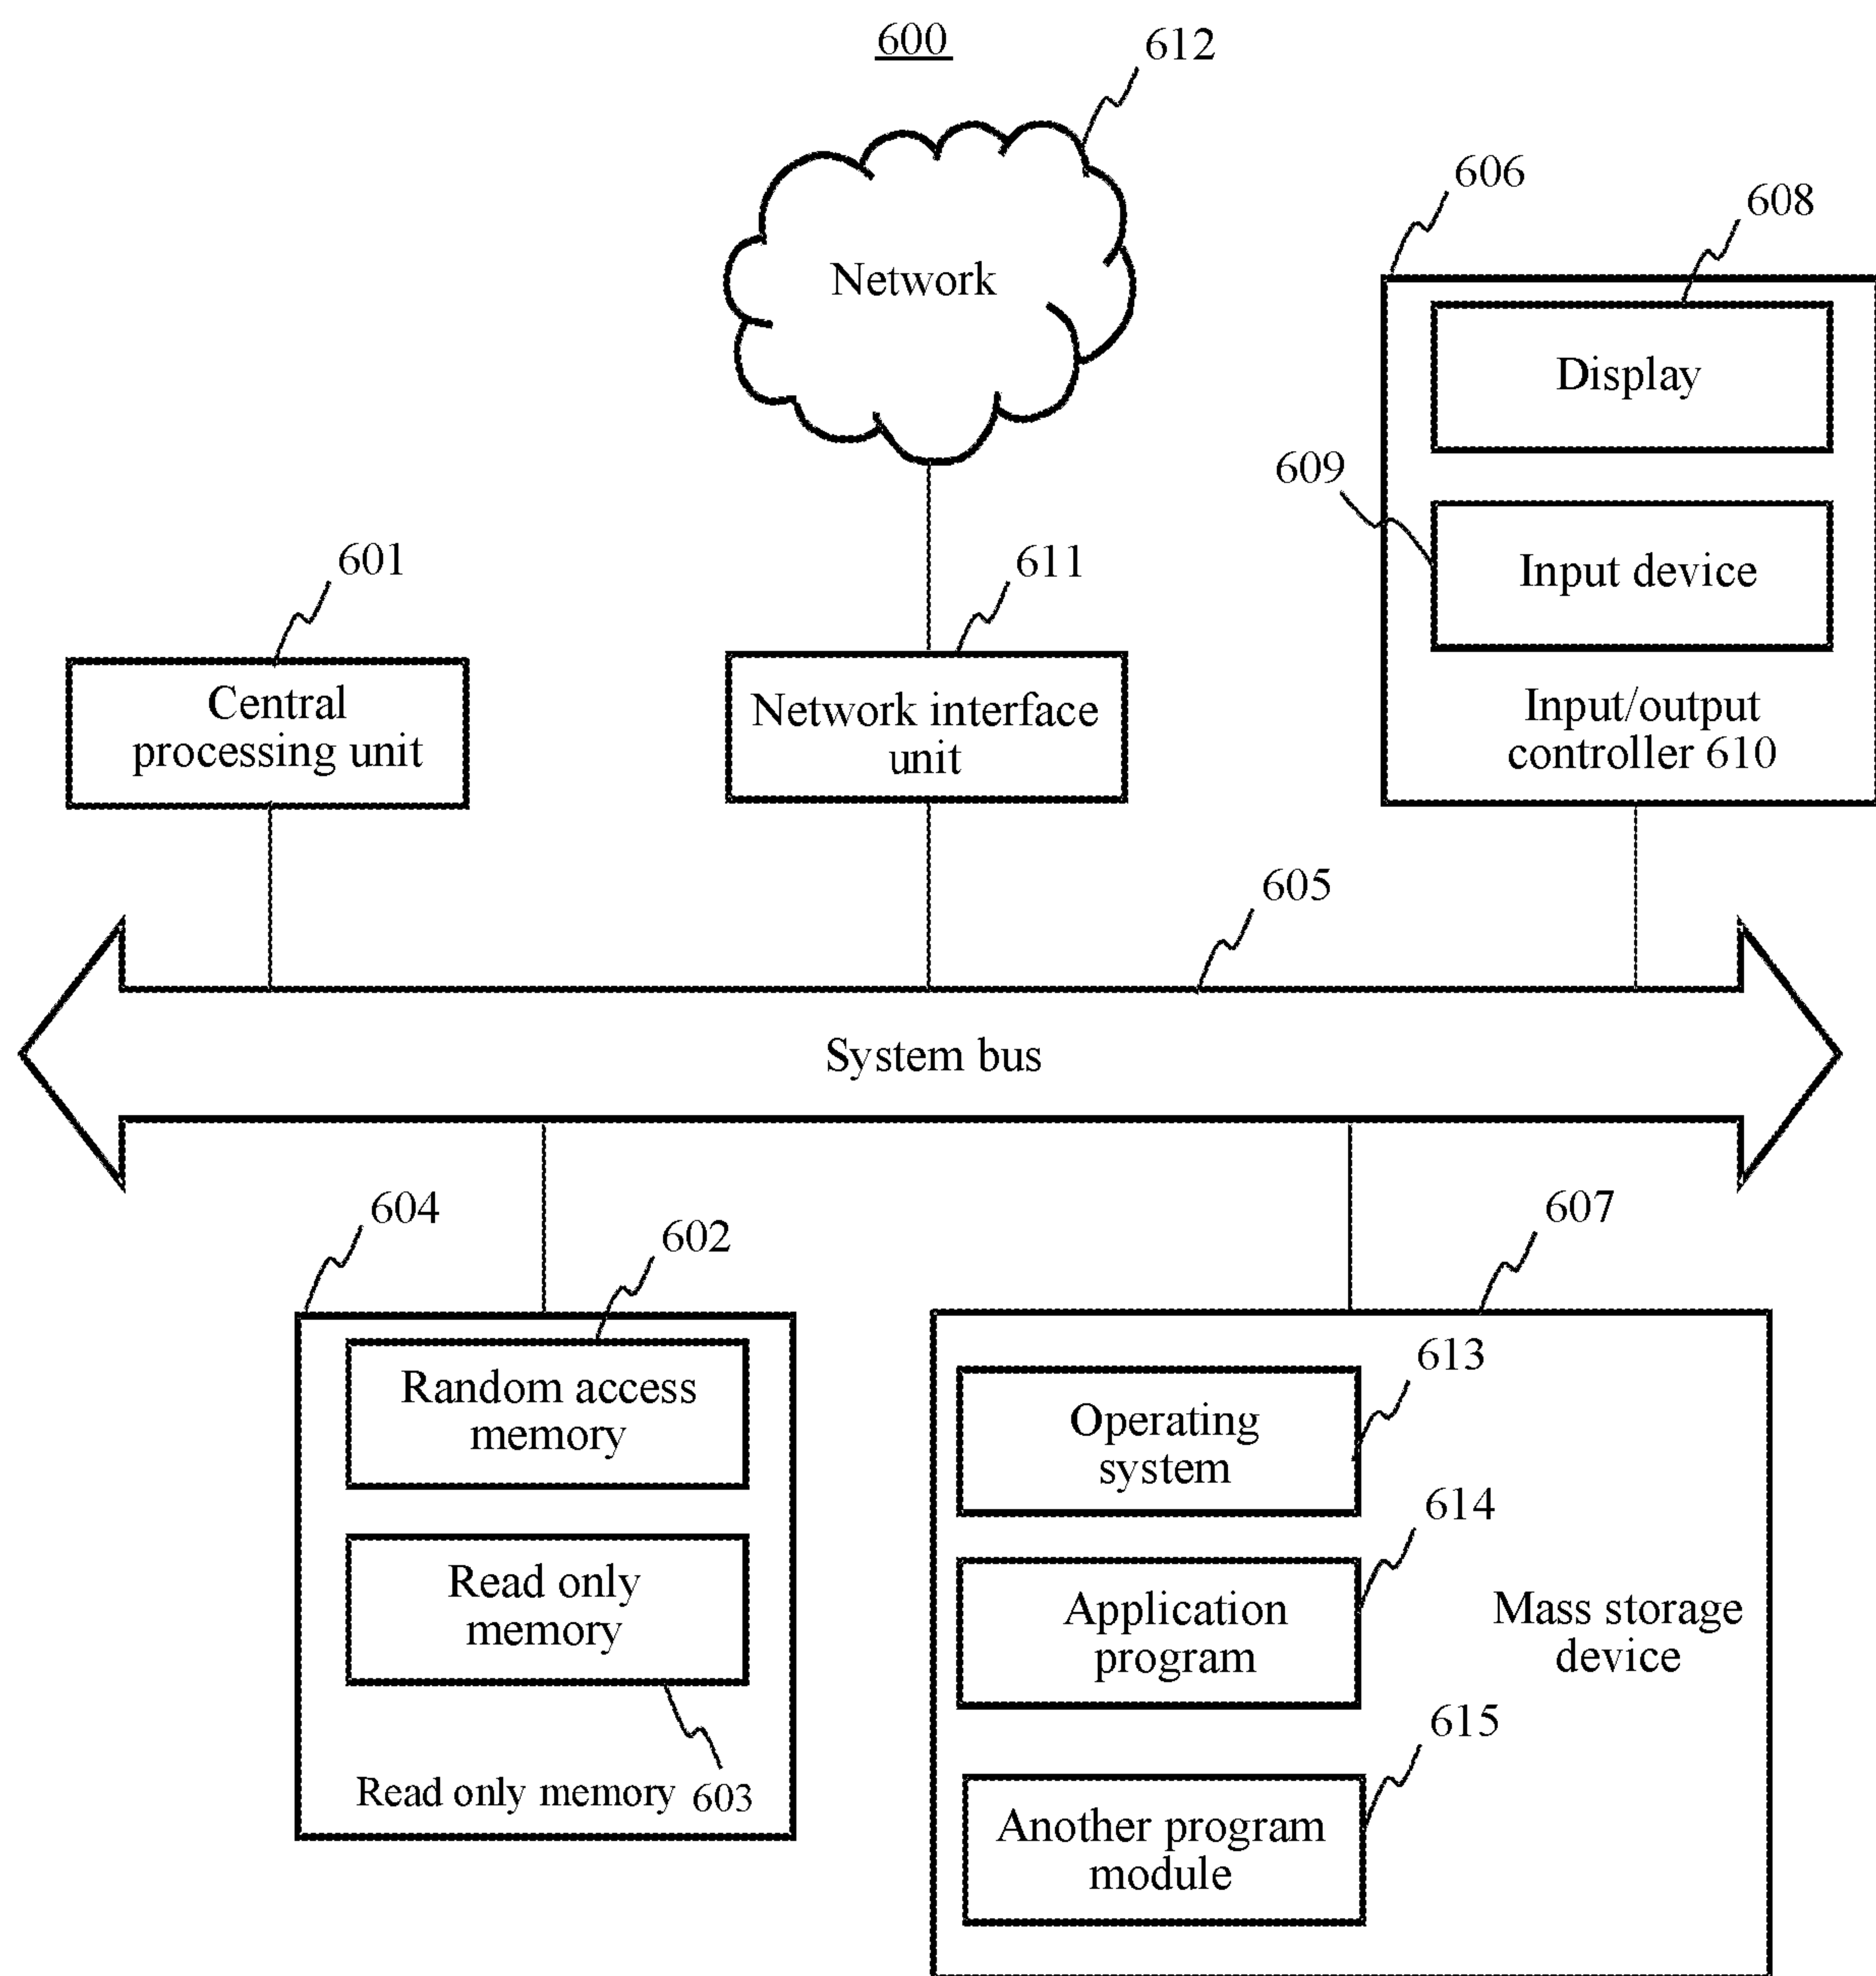 600
612
Network
606
608
Display
609
Input device
Input/output
controller 610
601
Central
processing unit
611
Network interface
unit
605
System bus
604
602
Random access
memory
Read only
memory
Read only memory 603
607
613
Operating
system
614
Application
program
Mass storage
device
615
Another program
module